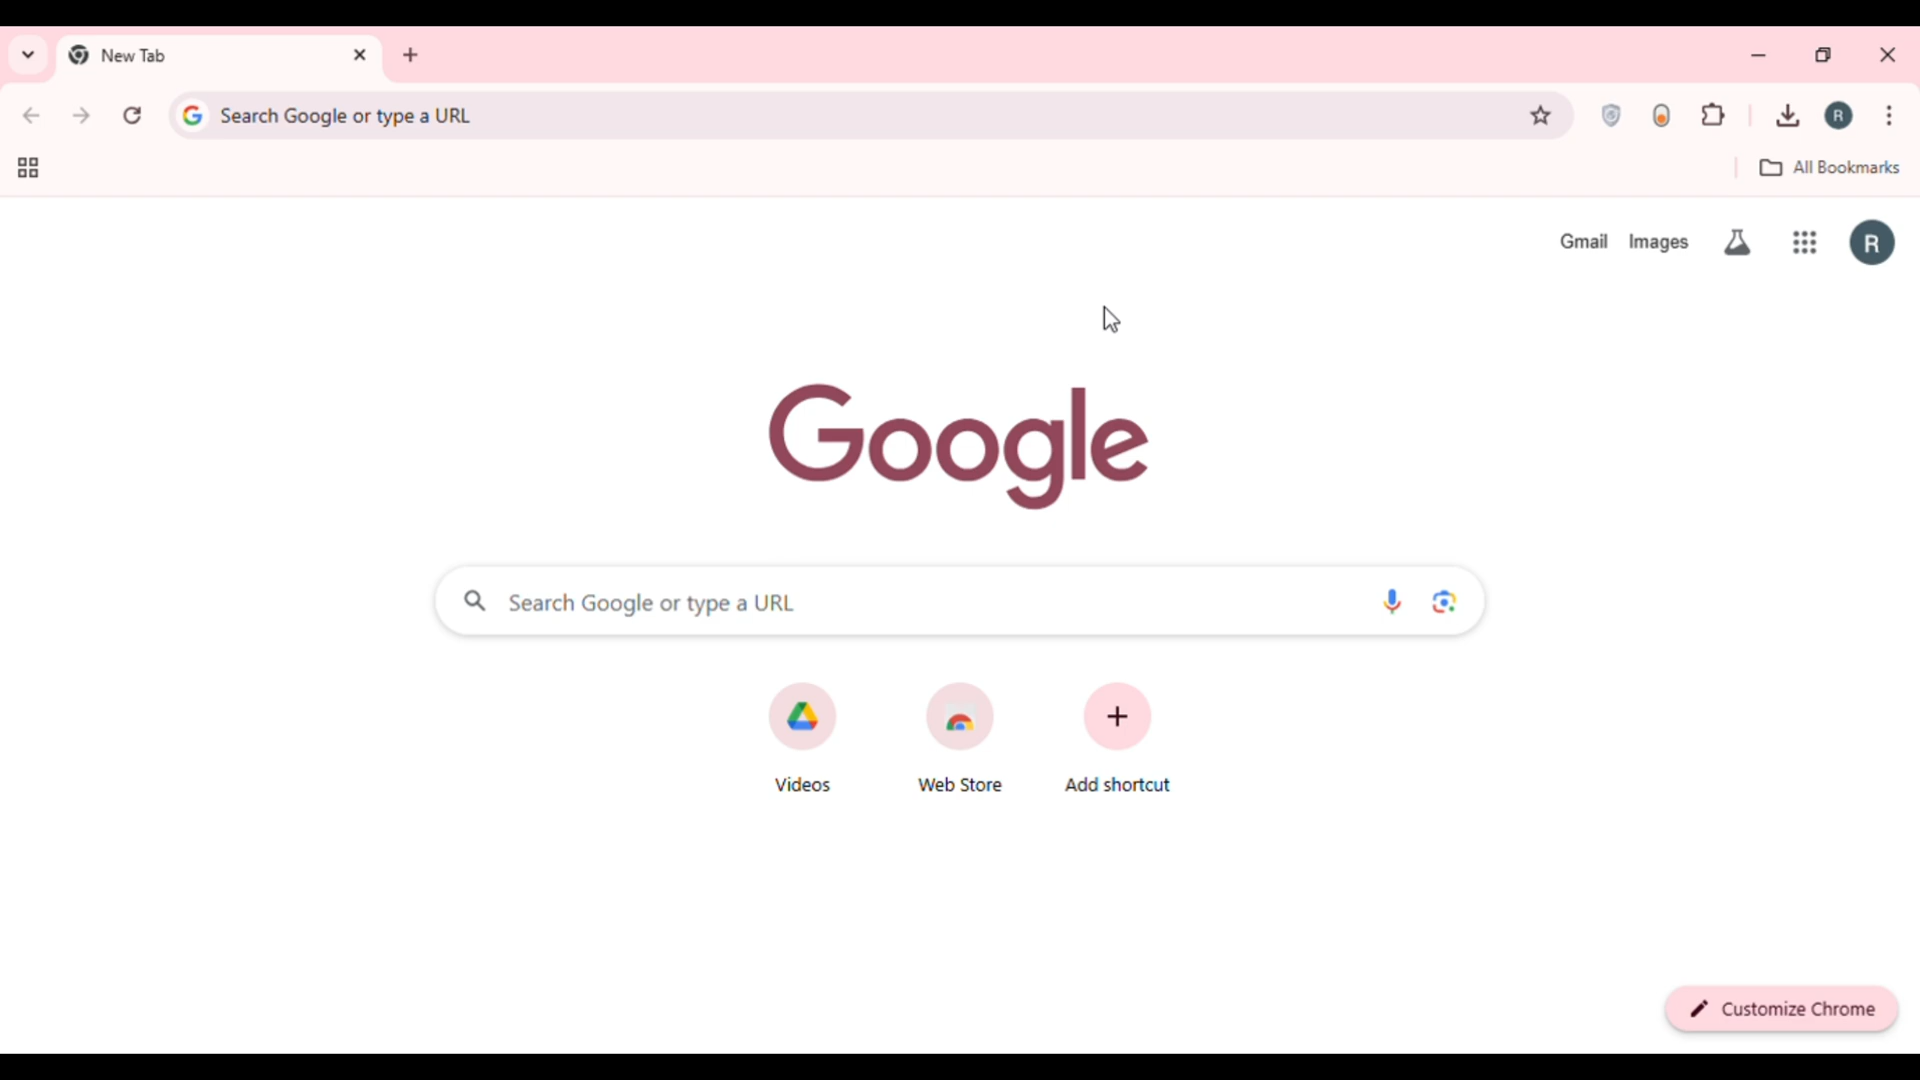 New Tab
Search Google or type a URL
R
All Bookmarks
Gmail Images
R
Google
Search Google or type a URL
Videos Web Store Add shortcut
Customize Chrome